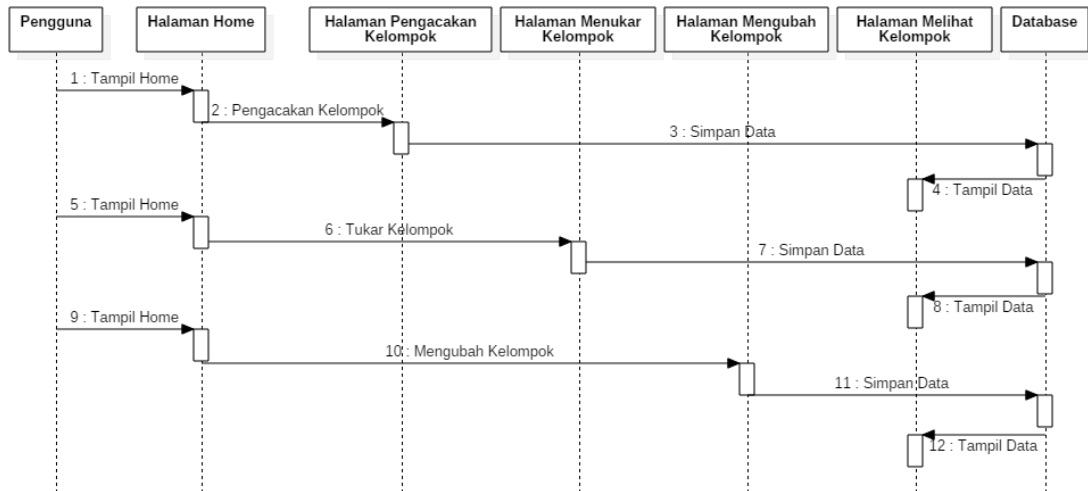 Pengguna
Halaman Home
Halaman Pengacakan
Kelompok
Halaman Menukar
Kelompok
Halaman Mengubah
Kelompok
Halaman Melihat
Kelompok
Database
1 : Tampil Home
2 : Pengacakan Kelompok
3 : Simpan Data
4 : Tampil Data
5 : Tampil Home
6 : Tukar Kelompok
7 : Simpan Data
8 : Tampil Data
9 : Tampil Home
10 : Mengubah Kelompok
11 : Simpan Data
12 : Tampil Data